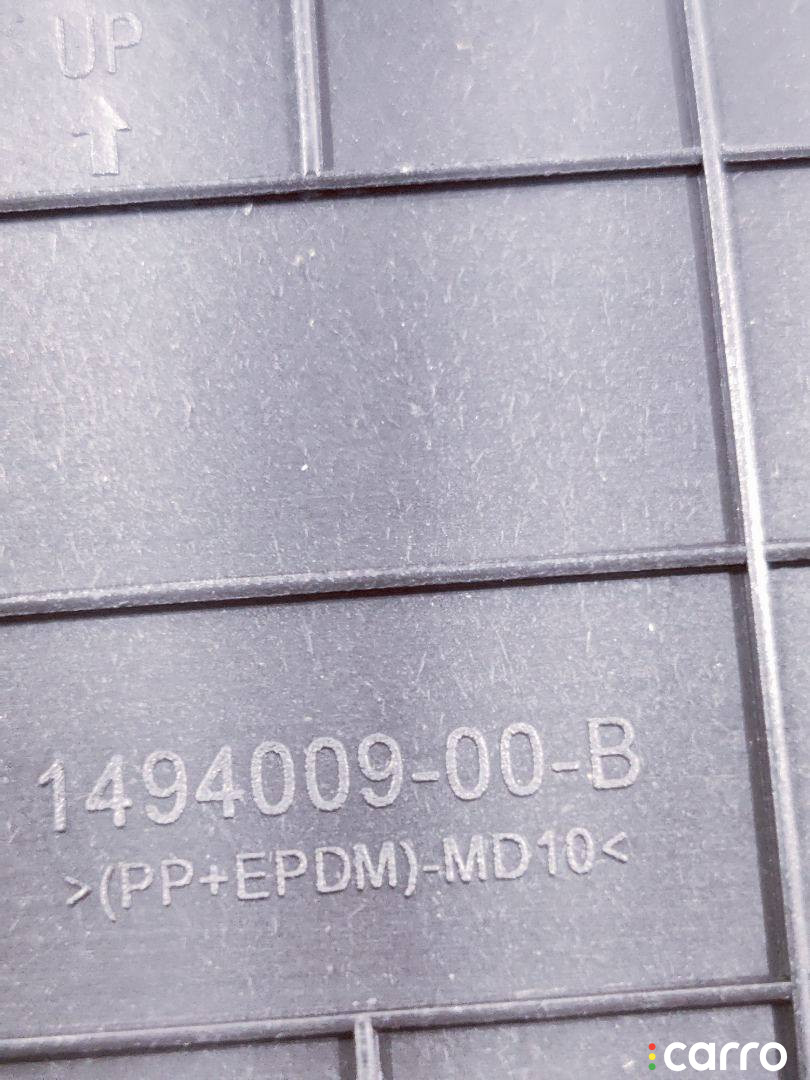 UP
1494009-00-B
>(PP+EPDM)-MD10<
carro